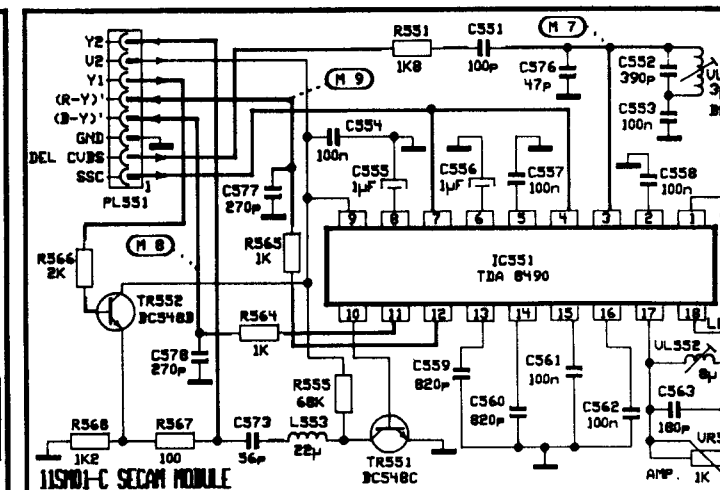 Y2
V2
Y1
(R-Y)'
(B-Y)'
GND
DEL CVBS
SSC
1
PL551
R551
1K8
C551
100p
M 7
C576
47p
C552
390p
C553
100n
M 9
C554
100n
C555
1µF
C556
1µF
C557
100n
C558
100n
C577
270p
R565
1K
R566
2K
M 8
TR552
BC548B
9
8
7
6
5
4
3
2
1
IC551
TDA 8490
10
11
12
13
14
15
16
17
18
R564
1K
C578
270p
R555
68K
C559
820p
C560
820p
C561
100n
C562
100n
VL552
8µ
C563
180p
AMP.
1K
R568
1K2
R567
100
C573
56p
L553
22µ
TR551
BC548C
11SM01-C SECAM MODULE